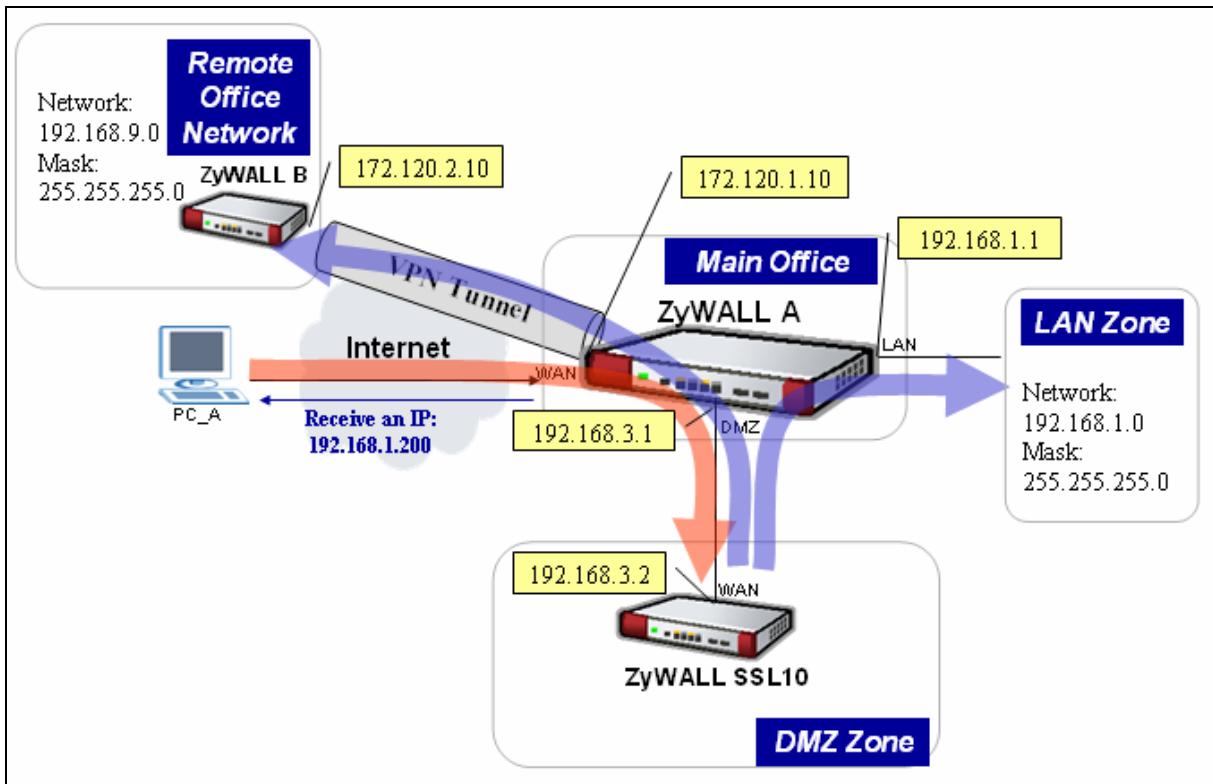 Remote
Office
Network
Network:
192.168.9.0
Mask:
255.255.255.0
ZyWALL B
172.120.2.10
172.120.1.10
192.168.1.1
Main Office
VPN Tunnel
ZyWALL A
LAN
LAN Zone
Network:
192.168.1.0
Mask:
255.255.255.0
Internet
WAN
PC_A
Receive an IP:
192.168.1.200
192.168.3.1
DMZ
192.168.3.2
WAN
ZyWALL SSL10
DMZ Zone